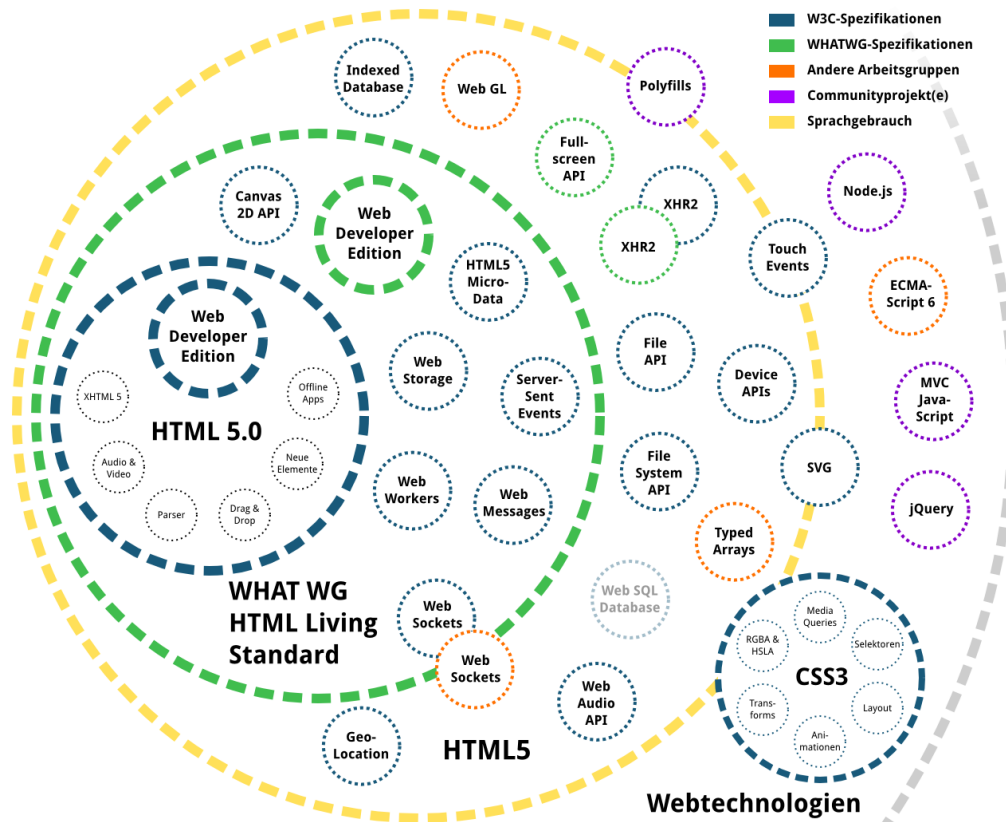 W3C-Spezifikationen
WHATWG-Spezifikationen
Andere Arbeitsgruppen
Communityprojekt(e)
Sprachgebrauch
Indexed
Database
Web GL
Polyfills
Full-
screen
API
Node.js
Canvas
2D API
Web
Developer
Edition
XHR2
XHR2
Touch
Events
HTML5
Micro-
Data
ECMA-
Script 6
Web
Developer
Edition
File
API
Web
Storage
Server-
Sent
Events
Device
APIs
MVC
Java-
Script
XHTML 5
Offline
Apps
HTML 5.0
Audio &
Video
Neue
Elemente
Parser
Drag &
Drop
Web
Workers
Web
Messages
File
System
API
SVG
jQuery
Typed
Arrays
WHAT WG
HTML Living
Standard
Web
Sockets
Web
Sockets
Web SQL
Database
Media
Queries
RGBA &
HSLA
Selektoren
CSS3
Trans-
forms
Layout
Ani-
mationen
Web
Audio
API
Geo-
Location
HTML5
Webtechnologien